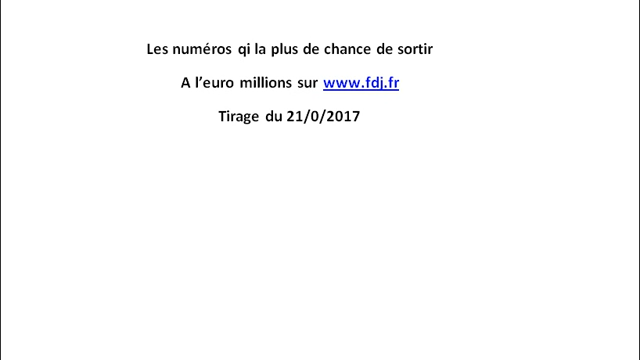 Les numéros qi la plus de chance de sortir
A l’euro millions sur www.fdj.fr
Tirage du 21/0/2017